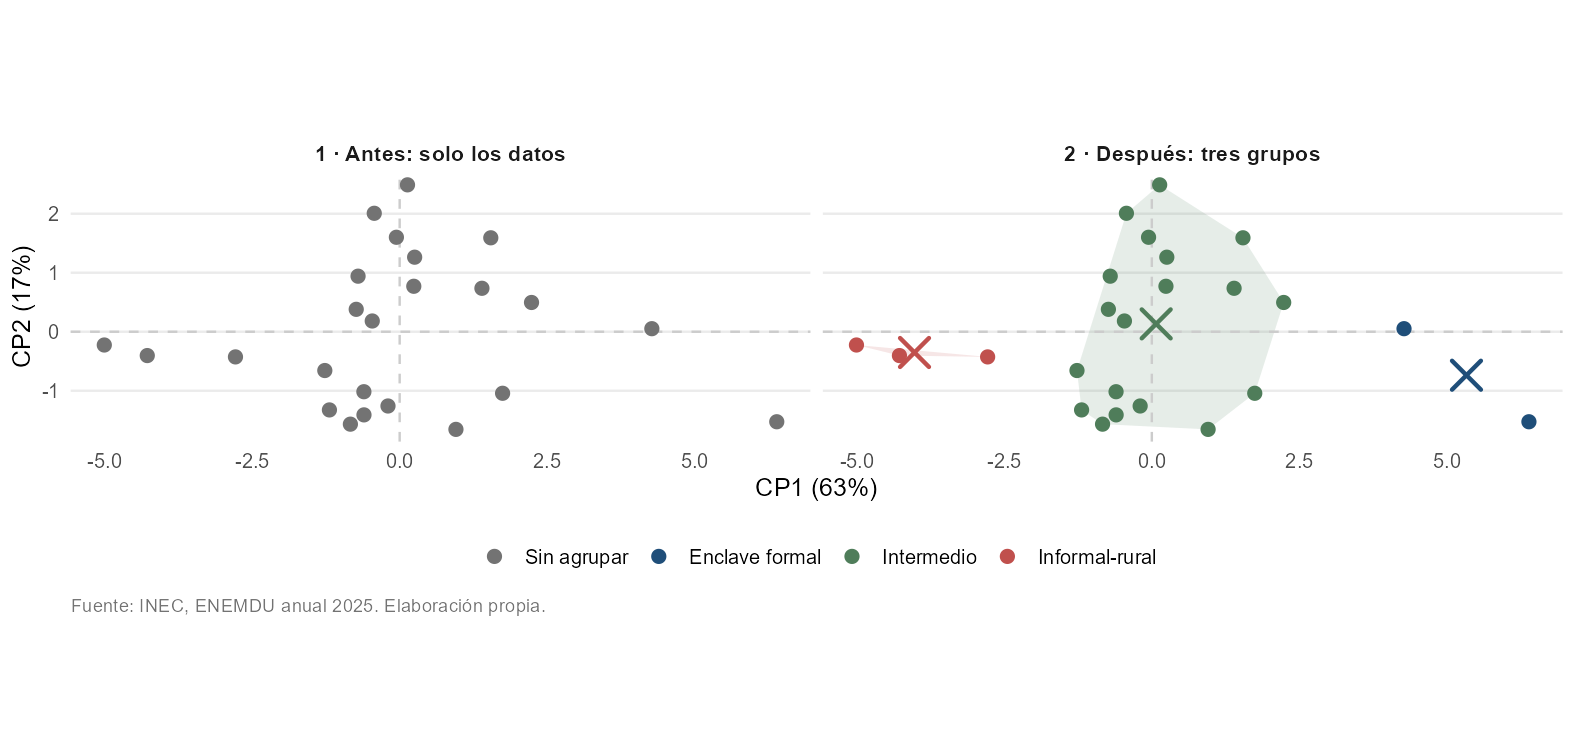 1 · Antes: solo los datos
2 · Después: tres grupos
CP2 (17%)
2
1
0
-1
-5.0 -2.5 0.0 2.5 5.0
-5.0 -2.5 0.0 2.5 5.0
CP1 (63%)
Sin agrupar Enclave formal Intermedio Informal-rural
Fuente: INEC, ENEMDU anual 2025. Elaboración propia.